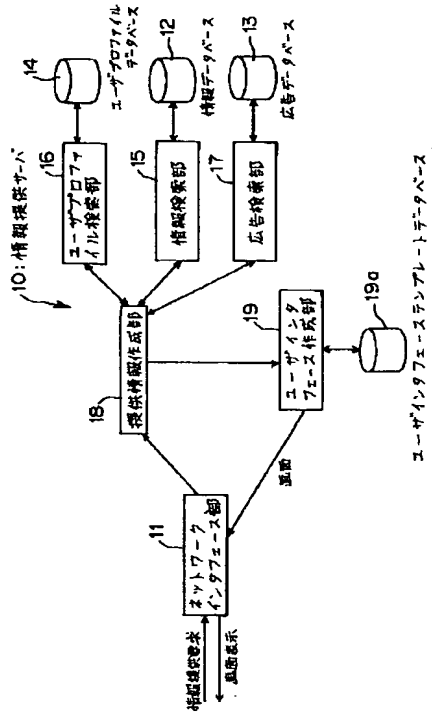 10:情報提供サーバ
14
ユーザプロファイル
データベース
12
情報データベース
13
広告データベース
16
ユーザプロファ
イル検索部
15
情報検索部
17
広告検索部
18
提供情報作成部
19
ユーザインタ
フェース作成部
19a
ユーザインタフェーステンプレートデータベース
画面
11
ネットワーク
インタフェース部
情報提供要求
画面表示